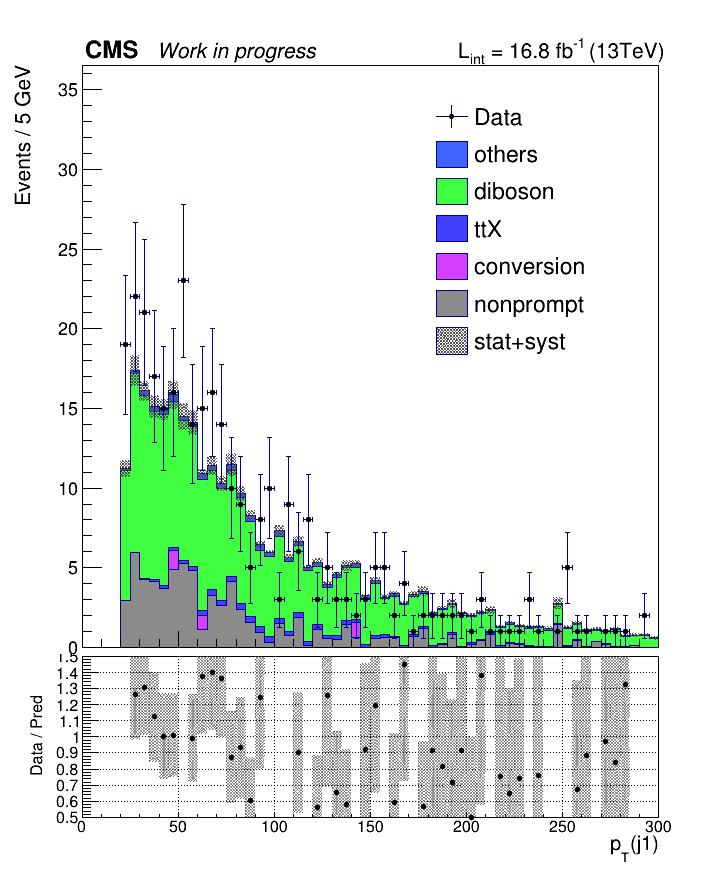 CMS Work in progress L_int = 16.8 fb⁻¹ (13TeV)
Events / 5 GeV
35
30
25
20
15
10
5
0
Data
others
diboson
ttX
conversion
nonprompt
stat+syst
Data / Pred
1.5
1.4
1.3
1.2
1.1
1
0.9
0.8
0.7
0.6
0.5
0 50 100 150 200 250 300
p_T(j1)